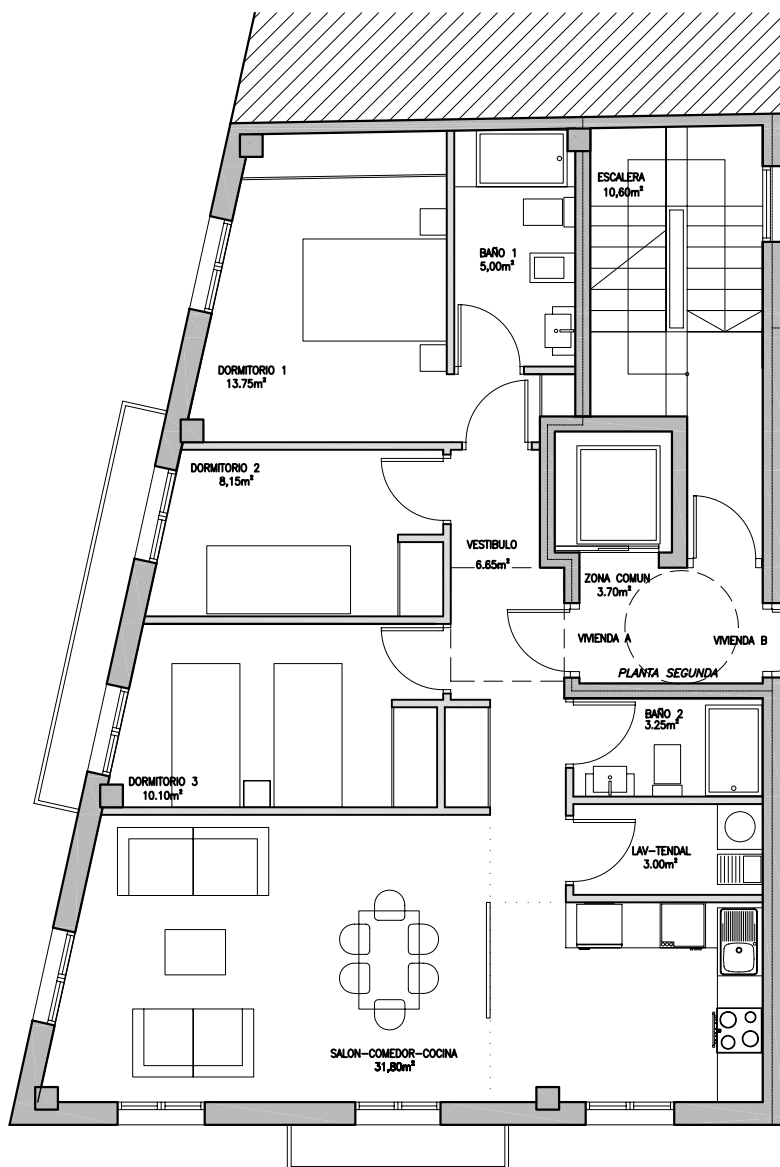 ESCALERA
10,60m²
BAÑO 1
5,00m²
DORMITORIO 1
13.75m²
DORMITORIO 2
8,15m²
VESTIBULO
6.65m²
ZONA COMUN
3.70m²
VIVIENDA A
VIVIENDA B
PLANTA SEGUNDA
BAÑO 2
3.25m²
DORMITORIO 3
10.10m²
LAV-TENDAL
3.00m²
SALON-COMEDOR-COCINA
31,80m²